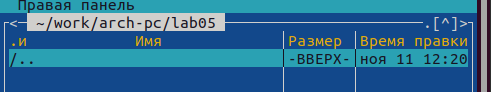 Правая панель
<─ ~/work/arch-pc/lab05 ─.[^]>
.и Имя Размер Время правки
/.. -ВВЕРХ- ноя 11 12:20